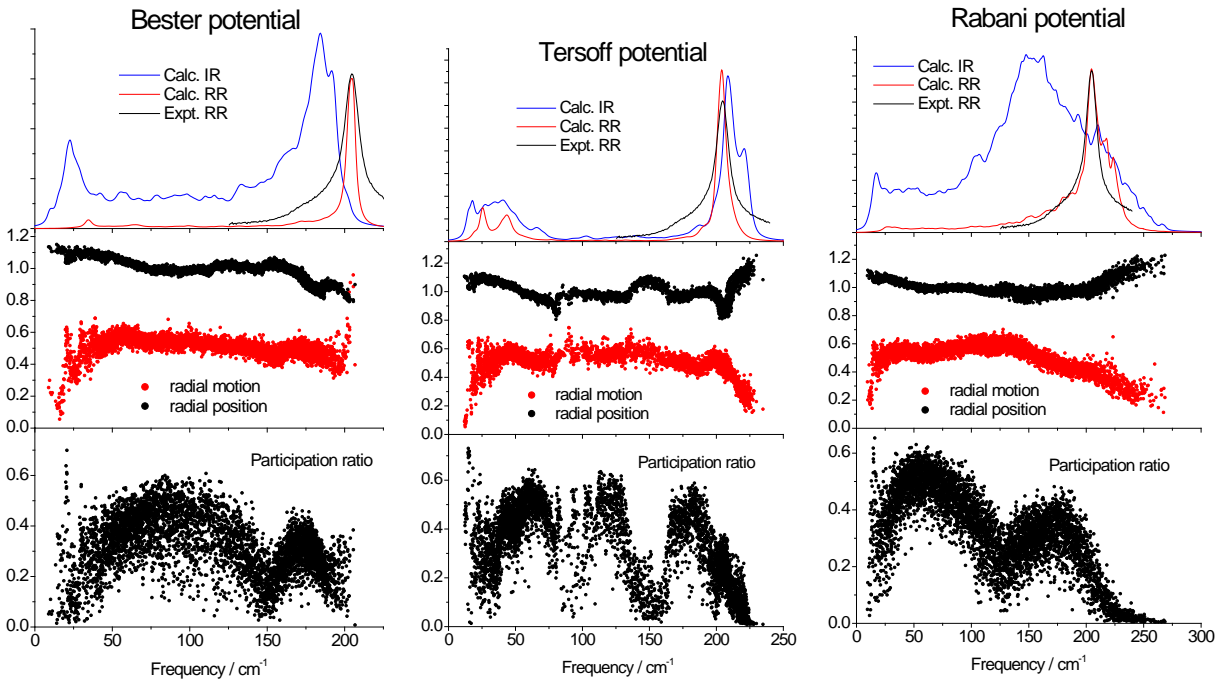 Bester potential
Calc. IR
Calc. RR
Expt. RR
1.2
1.0
0.8
0.6
0.4
0.2
0.0
radial motion
radial position
Participation ratio
0.6
0.4
0.2
0.0
0 50 100 150 200
Frequency / cm-1
Tersoff potential
Calc. IR
Calc. RR
Expt. RR
1.2
1.0
0.8
0.6
0.4
0.2
0.0
radial motion
radial position
Participation ratio
0.6
0.4
0.2
0.0
0 50 100 150 200 250
Frequency / cm-1
Rabani potential
Calc. IR
Calc. RR
Expt. RR
1.2
1.0
0.8
0.6
0.4
0.2
0.0
radial motion
radial position
Participation ratio
0.6
0.4
0.2
0.0
0 50 100 150 200 250 300
Frequency / cm-1